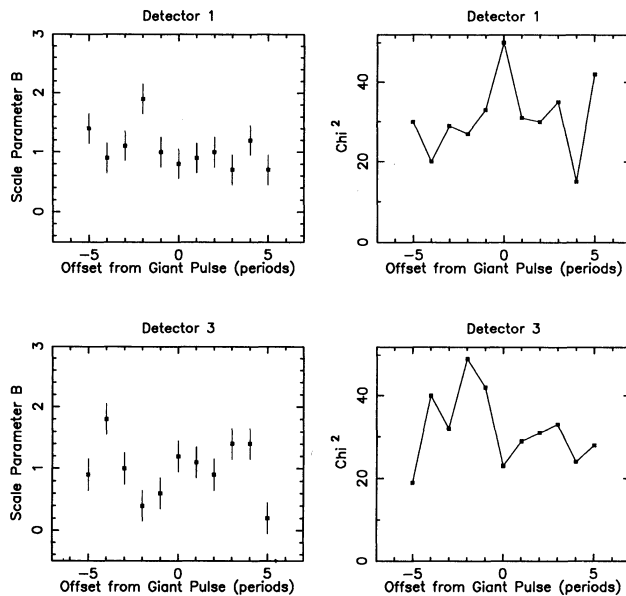 Detector 1
3
2
1
0
Scale Parameter B
−5 0 5
Offset from Giant Pulse (periods)
Detector 1
40
20
0
Chi 2
−5 0 5
Offset from Giant Pulse (periods)
Detector 3
3
2
1
0
Scale Parameter B
−5 0 5
Offset from Giant Pulse (periods)
Detector 3
40
20
0
Chi 2
−5 0 5
Offset from Giant Pulse (periods)